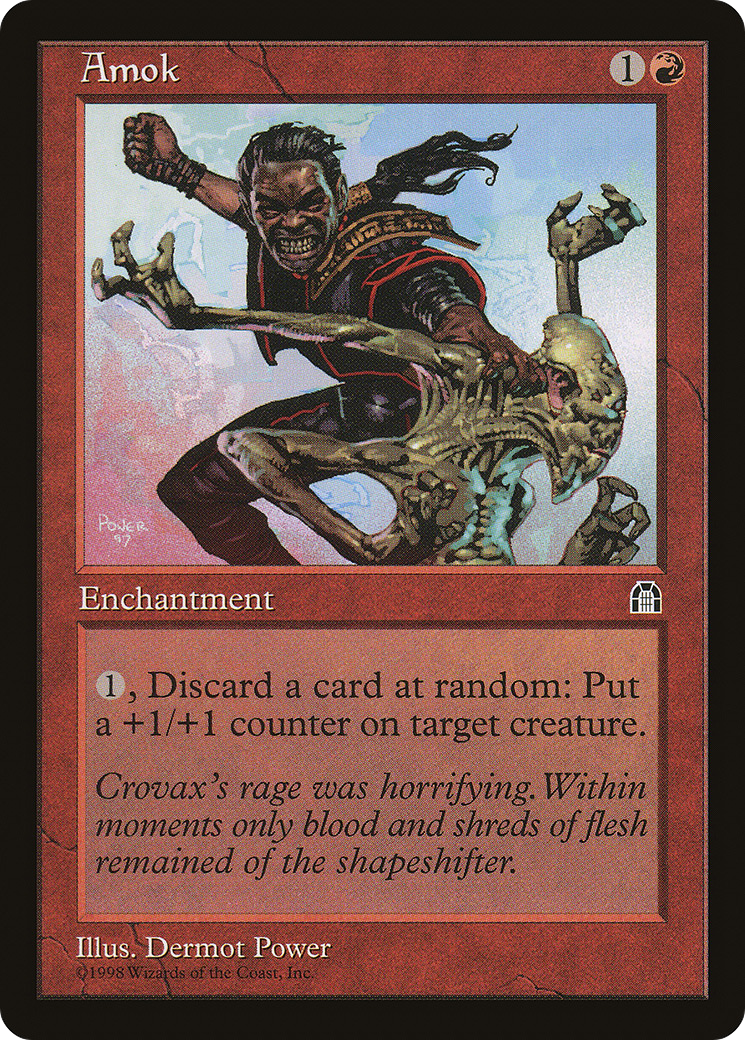 Amok
1
POWER
97
Enchantment
1, Discard a card at random: Put
a +1/+1 counter on target creature.
Crovax's rage was horrifying. Within
moments only blood and shreds of flesh
remained of the shapeshifter.
Illus. Dermot Power
©1998 Wizards of the Coast, Inc.